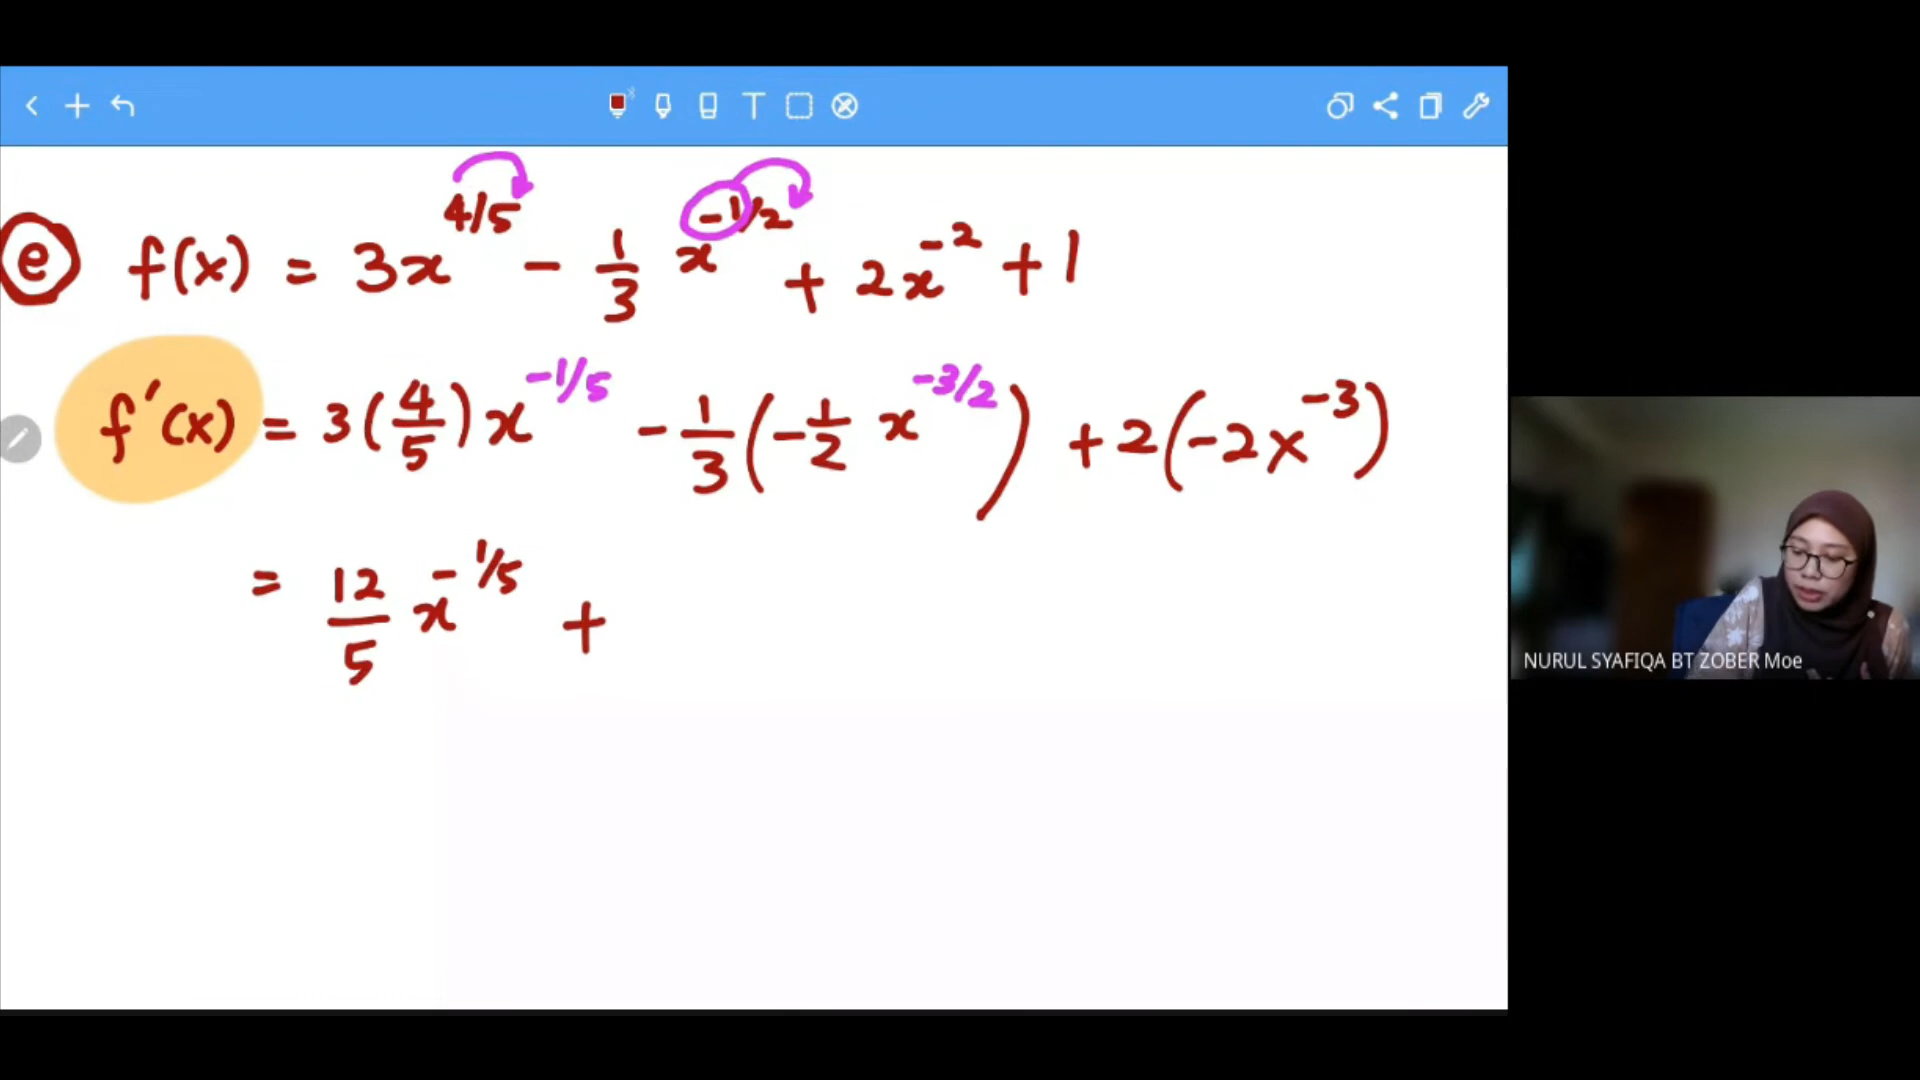 e f(x) = 3x^4/5 - 1/3 x^-1/2 + 2x^-2 + 1
f'(x) = 3(4/5)x^-1/5 - 1/3(-1/2 x^-3/2) + 2(-2x^-3)
= 12/5 x^-1/5 +
NURUL SYAFIQA BT ZOBER Moe